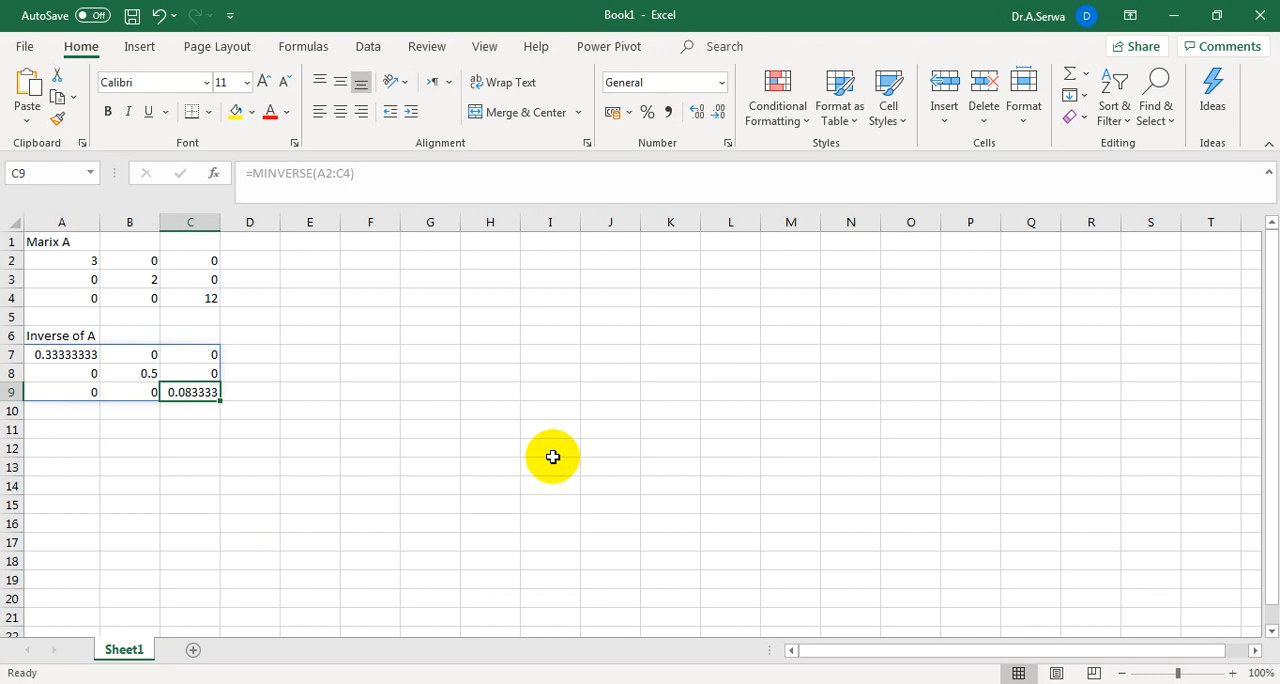 AutoSave Off Book1 - Excel Dr.A.Serwa D
File Home Insert Page Layout Formulas Data Review View Help Power Pivot Search Share Comments
Paste Calibri 11 A A B I U A Wrap Text Merge & Center General % 9 .00 Conditional Formatting Format as Table Cell Styles Insert Delete Format Sort & Filter Find & Select Ideas
Clipboard Font Alignment Number Styles Cells Editing Ideas
C9 fx =MINVERSE(A2:C4)
A B C D E F G H I J K L M N O P Q R S T
1 Marix A
2 3 0 0
3 0 2 0
4 0 0 12
5
6 Inverse of A
7 0.33333333 0 0
8 0 0.5 0
9 0 0 0.083333
10
11
12
13
14
15
16
17
18
19
20
21
22
Sheet1
Ready 100%